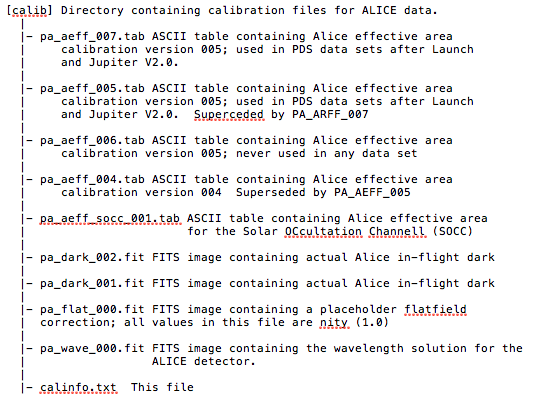 [calib] Directory containing calibration files for ALICE data.
|
|- pa_aeff_007.tab ASCII table containing Alice effective area
| calibration version 005; used in PDS data sets after Launch
| and Jupiter V2.0.
|
|- pa_aeff_005.tab ASCII table containing Alice effective area
| calibration version 005; used in PDS data sets after Launch
| and Jupiter V2.0. Superceded by PA_ARFF_007
|
|- pa_aeff_006.tab ASCII table containing Alice effective area
| calibration version 005; never used in any data set
|
|- pa_aeff_004.tab ASCII table containing Alice effective area
| calibration version 004 Superseded by PA_AEFF_005
|
|- pa_aeff_socc_001.tab ASCII table containing Alice effective area
| for the Solar OCcultation Channell (SOCC)
|
|- pa_dark_002.fit FITS image containing actual Alice in-flight dark
|
|- pa_dark_001.fit FITS image containing actual Alice in-flight dark
|
|- pa_flat_000.fit FITS image containing a placeholder flatfield
| correction; all values in this file are nity (1.0)
|
|- pa_wave_000.fit FITS image containing the wavelength solution for the
| ALICE detector.
|
|- calinfo.txt This file